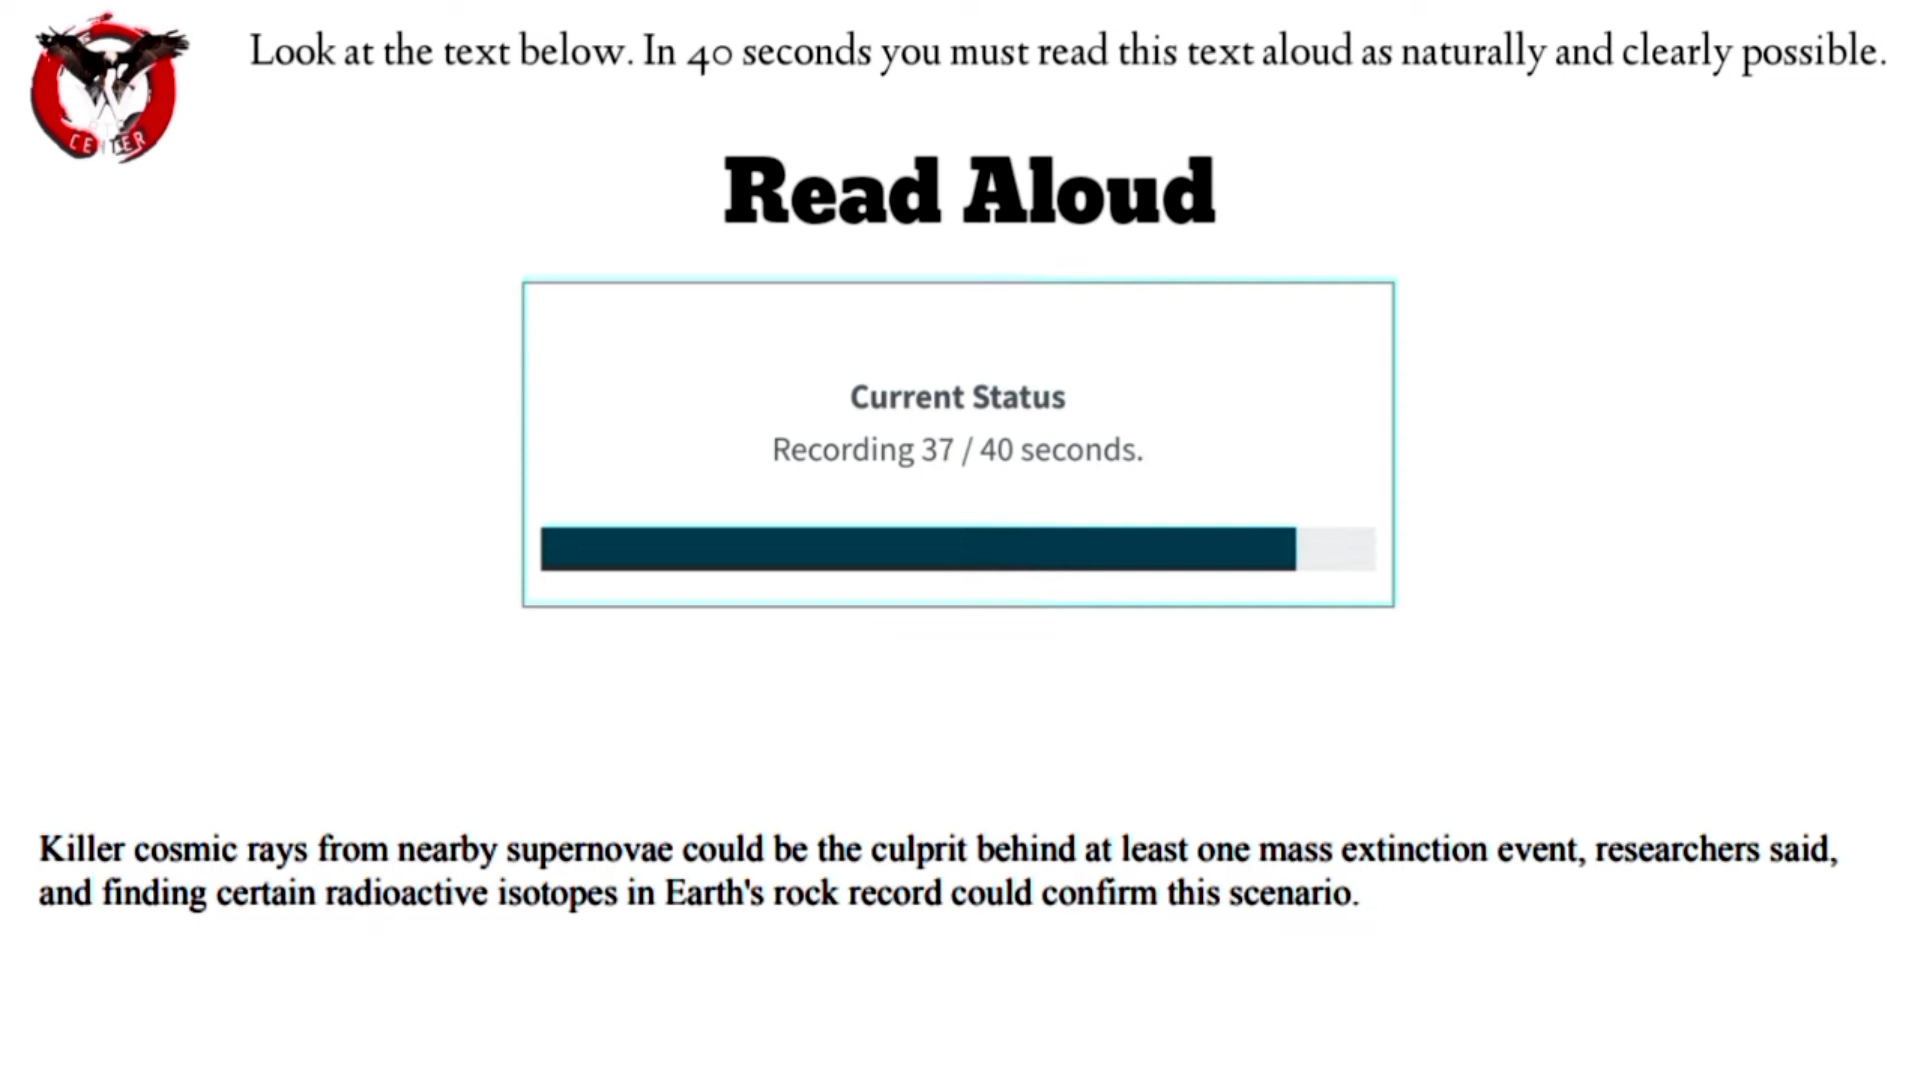 Look at the text below. In 40 seconds you must read this text aloud as naturally and clearly possible.
CENTER
Read Aloud
Current Status
Recording 37 / 40 seconds.
Killer cosmic rays from nearby supernovae could be the culprit behind at least one mass extinction event, researchers said,
and finding certain radioactive isotopes in Earth's rock record could confirm this scenario.